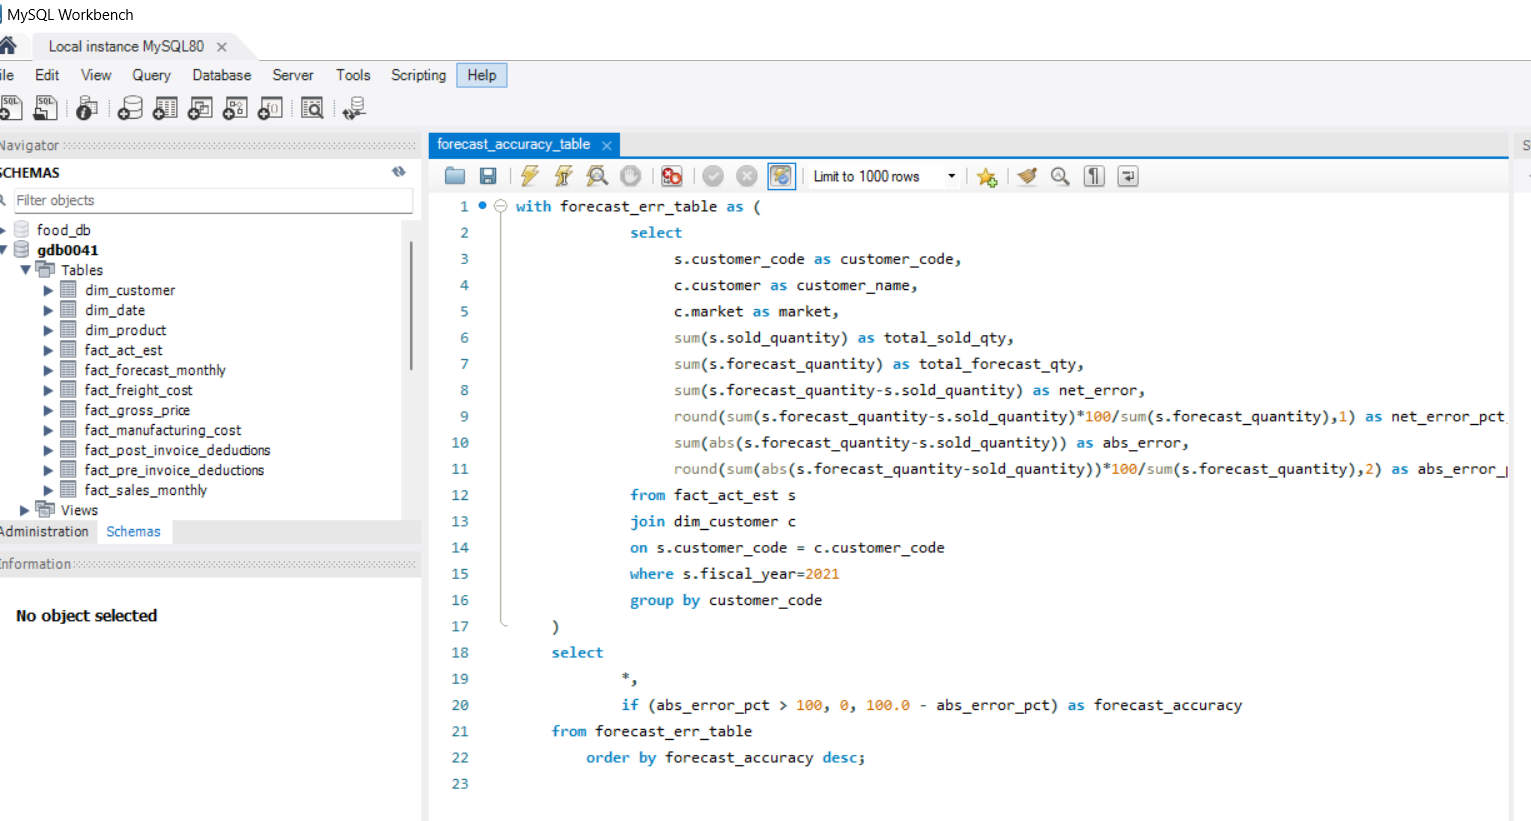 MySQL Workbench
Local instance MySQL80
ile Edit View Query Database Server Tools Scripting Help
Navigator
SCHEMAS
Filter objects
food_db
gdb0041
Tables
dim_customer
dim_date
dim_product
fact_act_est
fact_forecast_monthly
fact_freight_cost
fact_gross_price
fact_manufacturing_cost
fact_post_invoice_deductions
fact_pre_invoice_deductions
fact_sales_monthly
Views
Administration Schemas
Information
No object selected
forecast_accuracy_table
Limit to 1000 rows
1 with forecast_err_table as (
2 select
3 s.customer_code as customer_code,
4 c.customer as customer_name,
5 c.market as market,
6 sum(s.sold_quantity) as total_sold_qty,
7 sum(s.forecast_quantity) as total_forecast_qty,
8 sum(s.forecast_quantity-s.sold_quantity) as net_error,
9 round(sum(s.forecast_quantity-s.sold_quantity)*100/sum(s.forecast_quantity),1) as net_error_pct,
10 sum(abs(s.forecast_quantity-s.sold_quantity)) as abs_error,
11 round(sum(abs(s.forecast_quantity-sold_quantity))*100/sum(s.forecast_quantity),2) as abs_error_p
12 from fact_act_est s
13 join dim_customer c
14 on s.customer_code = c.customer_code
15 where s.fiscal_year=2021
16 group by customer_code
17 )
18 select
19 *,
20 if (abs_error_pct > 100, 0, 100.0 - abs_error_pct) as forecast_accuracy
21 from forecast_err_table
22 order by forecast_accuracy desc;
23
S